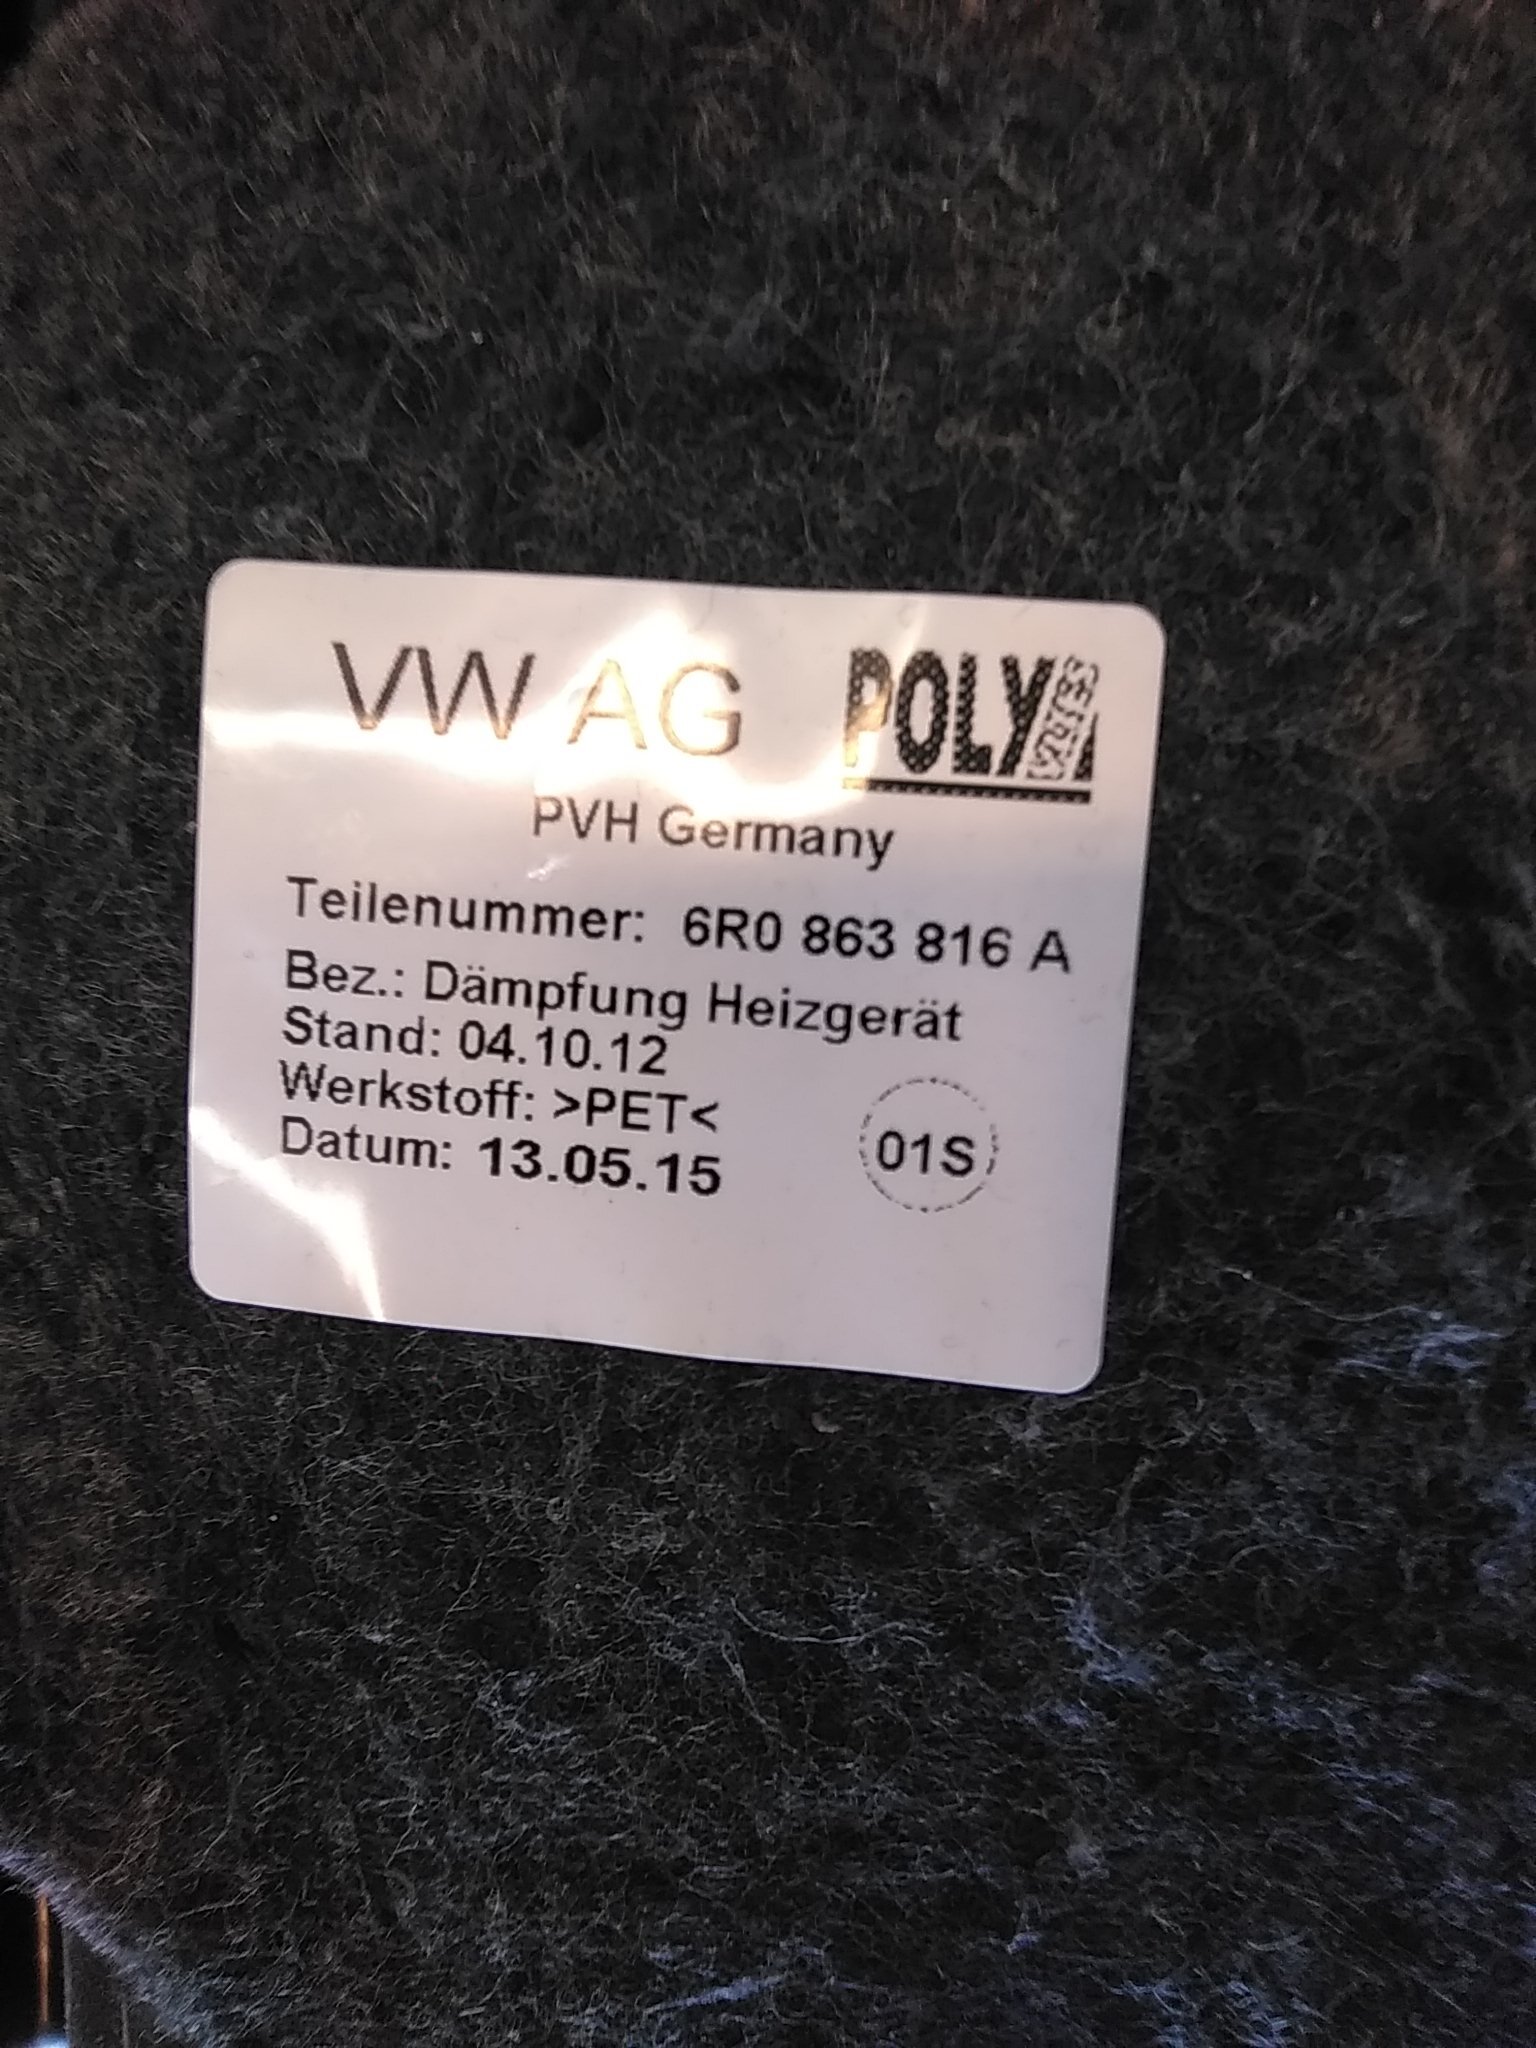 VW AG POLY
PVH Germany
Teilenummer: 6R0 863 816 A
Bez.: Dämpfung Heizgerät
Stand: 04.10.12
Werkstoff: >PET<
Datum: 13.05.15
01S